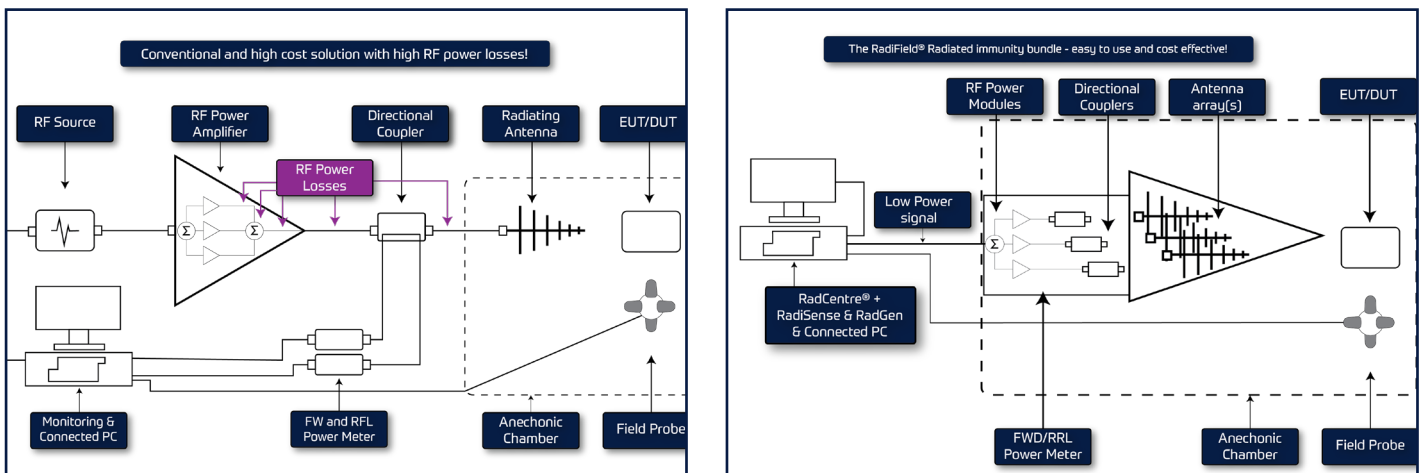 Conventional and high cost solution with high RF power losses!
RF Source
RF Power
Amplifier
Directional
Coupler
Radiating
Antenna
EUT/DUT
RF Power
Losses
Σ
Σ
Monitoring &
Connected PC
FW and RFL
Power Meter
Anechonic
Chamber
Field Probe
The RadiField® Radiated immunity bundle - easy to use and cost effective!
RF Power
Modules
Directional
Couplers
Antenna
array(s)
EUT/DUT
Low Power
signal
Σ
RadCentre® +
RadiSense & RadGen
& Connected PC
FWD/RRL
Power Meter
Anechonic
Chamber
Field Probe